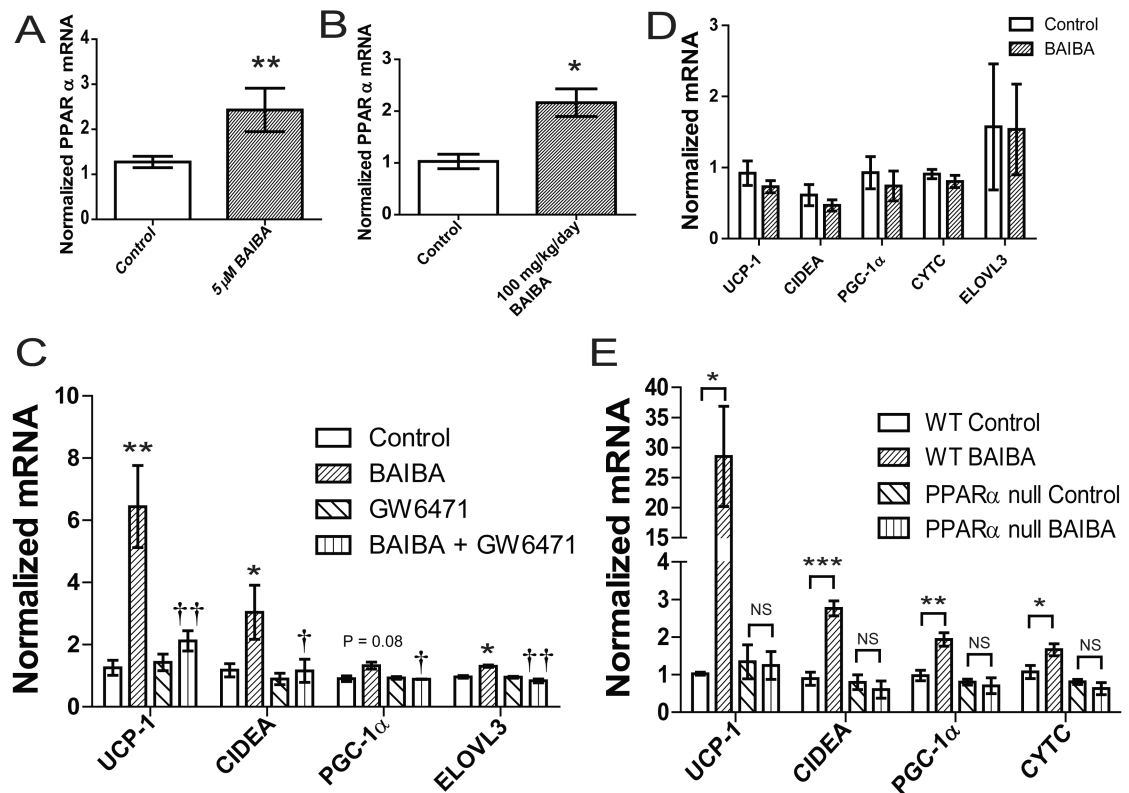 A
Normalized PPAR α mRNA
4
3
2
1
0
**
Control
5 µM BAIBA
B
Normalized PPAR α mRNA
3
2
1
0
*
Control
100 mg/kg/day
BAIBA
D
Normalized mRNA
3
2
1
0
Control
BAIBA
UCP-1
CIDEA
PGC-1α
CYTC
ELOVL3
C
Normalized mRNA
10
8
6
4
2
0
**
††
*
†
P = 0.08
†
*
††
Control
BAIBA
GW6471
BAIBA + GW6471
UCP-1
CIDEA
PGC-1α
ELOVL3
E
Normalized mRNA
40
35
30
25
20
15
10
5
4
3
2
1
0
*
NS
***
NS
**
NS
*
NS
WT Control
WT BAIBA
PPARα null Control
PPARα null BAIBA
UCP-1
CIDEA
PGC-1α
CYTC